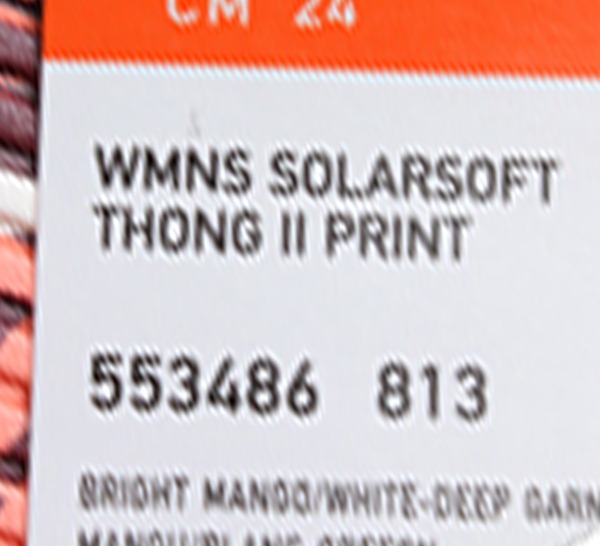 CM 24
WMNS SOLARSOFT
THONG II PRINT
553486 813
BRIGHT MANGO/WHITE-DEEP GARN